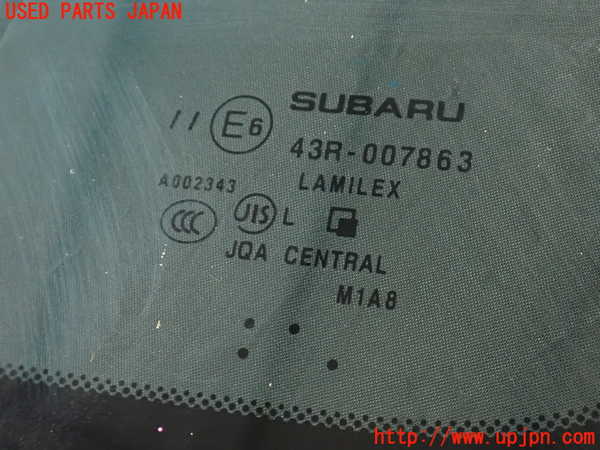 USED PARTS JAPAN
SUBARU
// E6 43R-007863
A002343 LAMILEX
CCC JIS L
JQA CENTRAL
M1A8
http://www.upjpn.com/